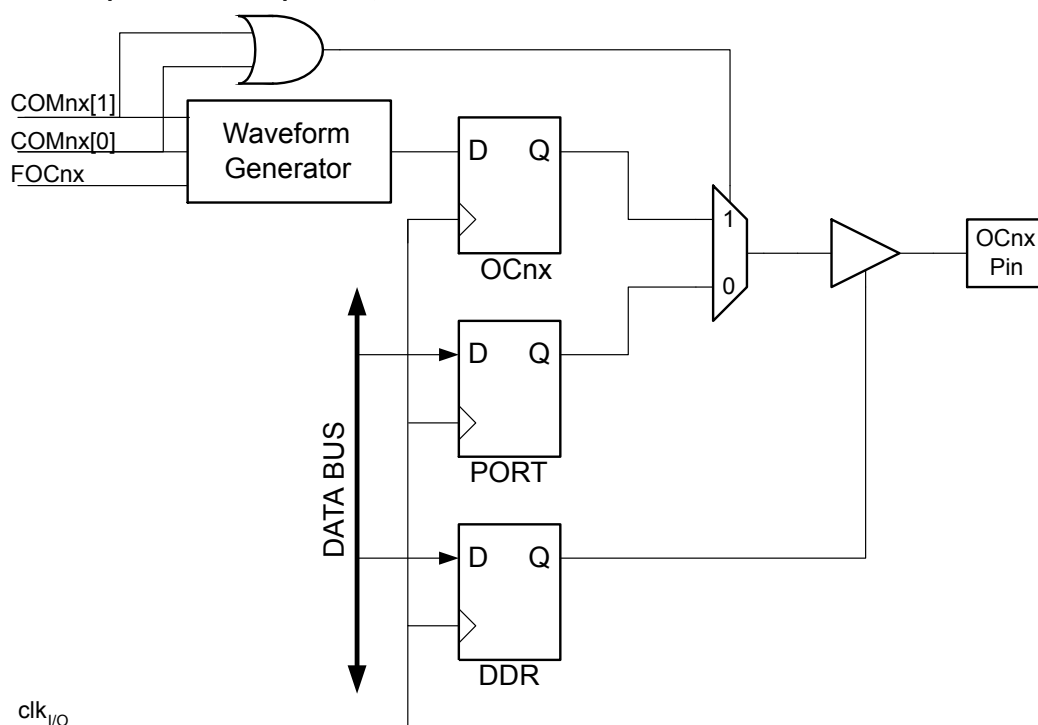 COMnx[1]
COMnx[0]
FOCnx
Waveform
Generator
D Q
OCnx
1
0
OCnx
Pin
D Q
PORT
DATA BUS
D Q
DDR
clkI/O